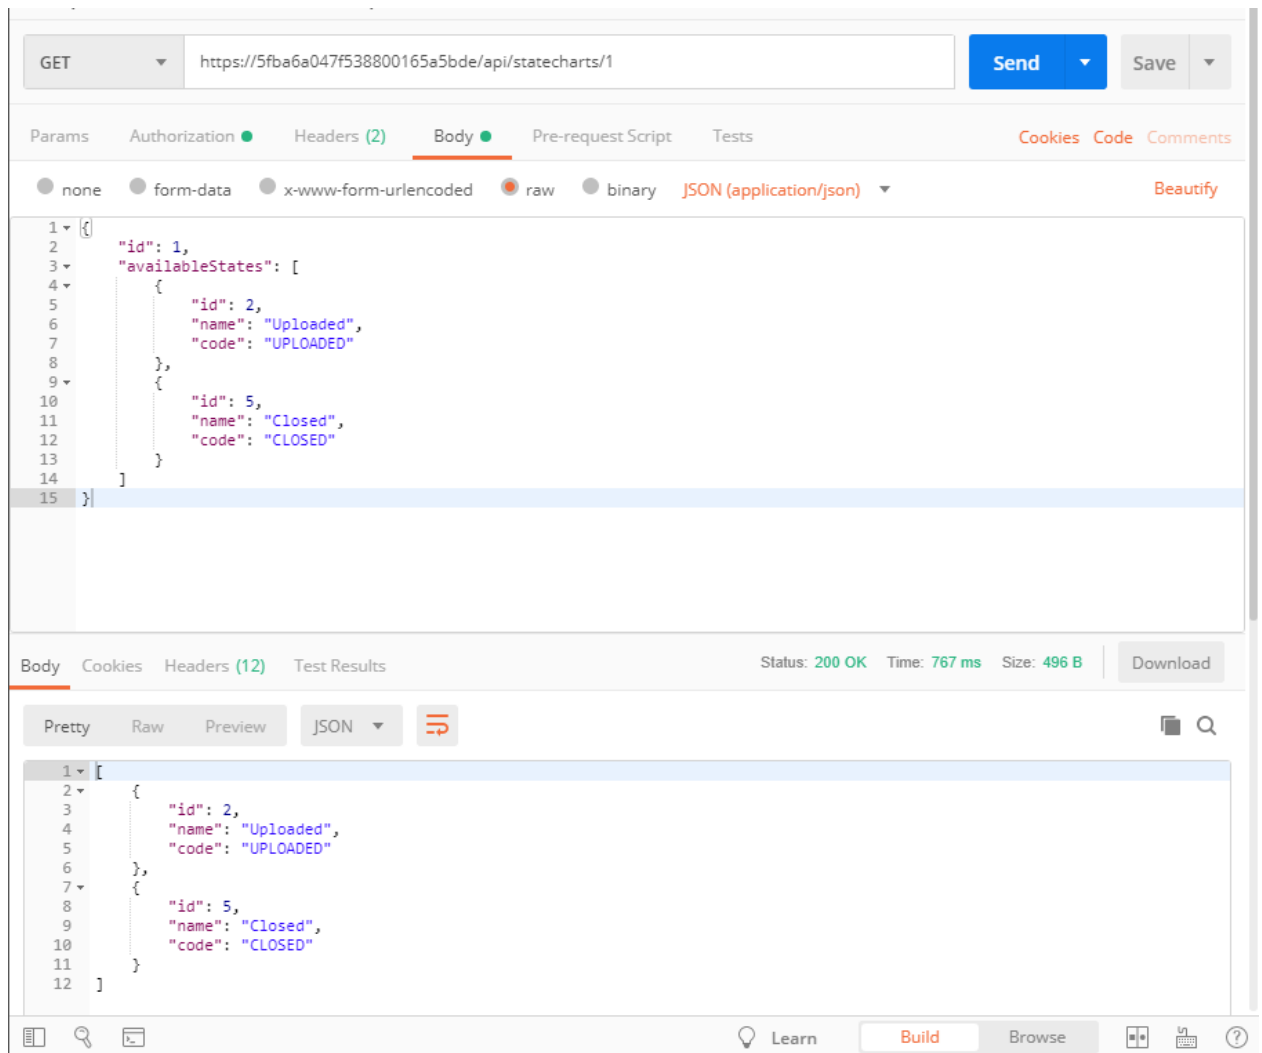 GET https://5fba6a047f538800165a5bde/api/statecharts/1 Send Save
Params Authorization Headers (2) Body Pre-request Script Tests Cookies Code Comments
none form-data x-www-form-urlencoded raw binary JSON (application/json) Beautify
1 {
2 "id": 1,
3 "availableStates": [
4 {
5 "id": 2,
6 "name": "Uploaded",
7 "code": "UPLOADED"
8 },
9 {
10 "id": 5,
11 "name": "Closed",
12 "code": "CLOSED"
13 }
14 ]
15 }
Body Cookies Headers (12) Test Results Status: 200 OK Time: 767 ms Size: 496 B Download
Pretty Raw Preview JSON
1 [
2 {
3 "id": 2,
4 "name": "Uploaded",
5 "code": "UPLOADED"
6 },
7 {
8 "id": 5,
9 "name": "Closed",
10 "code": "CLOSED"
11 }
12 ]
Learn Build Browse